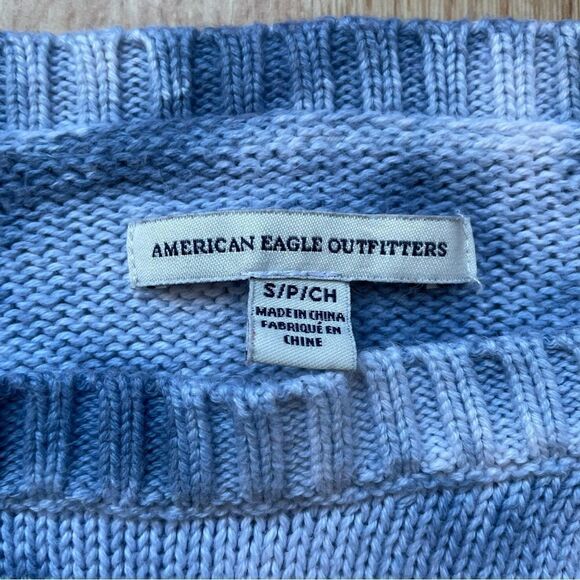 AMERICAN EAGLE OUTFITTERS
S/P/CH
MADE IN CHINA
FABRIQUÉ EN
CHINE